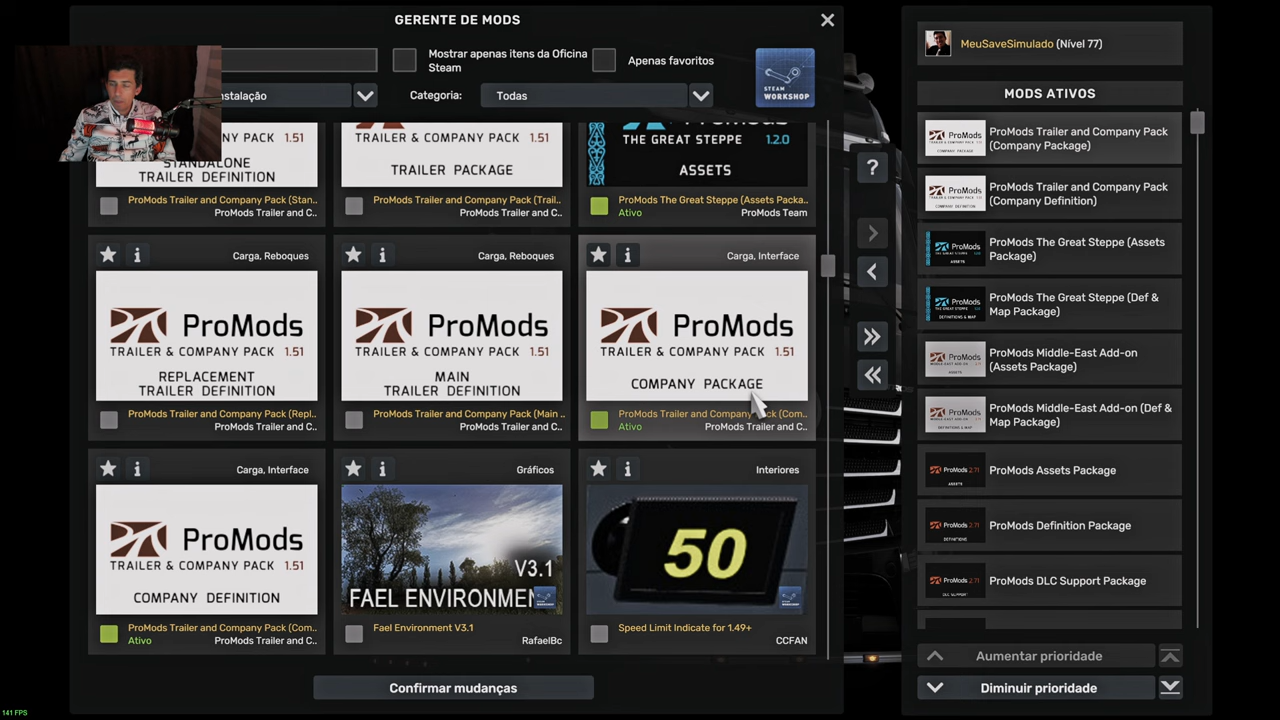 GERENTE DE MODS
Mostrar apenas itens da Oficina
Steam
Apenas favoritos
STEAM
WORKSHOP
stalação
Categoria:
Todas
TRAILER & COMPANY PACK 1.51
STANDALONE
TRAILER DEFINITION
ProMods Trailer and Company Pack (Stan..
ProMods Trailer and C..
TRAILER & COMPANY PACK 1.51
TRAILER PACKAGE
ProMods Trailer and Company Pack (Trail..
ProMods Trailer and C..
THE GREAT STEPPE 1.2.0
ASSETS
ProMods The Great Steppe (Assets Packa..
Ativo
ProMods Team
Carga, Reboques
ProMods
TRAILER & COMPANY PACK 1.51
REPLACEMENT
TRAILER DEFINITION
ProMods Trailer and Company Pack (Repl..
ProMods Trailer and C..
Carga, Reboques
ProMods
TRAILER & COMPANY PACK 1.51
MAIN
TRAILER DEFINITION
ProMods Trailer and Company Pack (Main ..
ProMods Trailer and C..
Carga, Interface
ProMods
TRAILER & COMPANY PACK 1.51
COMPANY PACKAGE
ProMods Trailer and Company Pack (Com..
Ativo
ProMods Trailer and C..
Carga, Interface
ProMods
TRAILER & COMPANY PACK 1.51
COMPANY DEFINITION
ProMods Trailer and Company Pack (Com..
Ativo
ProMods Trailer and C..
Gráficos
V3.1
FAEL ENVIRONMEN
Fael Environment V3.1
RafaelBc
Interiores
50
Speed Limit Indicate for 1.49+
CCFAN
Confirmar mudanças
?
MeuSaveSimulado (Nível 77)
MODS ATIVOS
ProMods Trailer and Company Pack
(Company Package)
ProMods Trailer and Company Pack
(Company Definition)
ProMods The Great Steppe (Assets
Package)
ProMods The Great Steppe (Def &
Map Package)
ProMods Middle-East Add-on
(Assets Package)
ProMods Middle-East Add-on (Def &
Map Package)
ProMods Assets Package
ProMods Definition Package
ProMods DLC Support Package
Aumentar prioridade
Diminuir prioridade
141 FPS